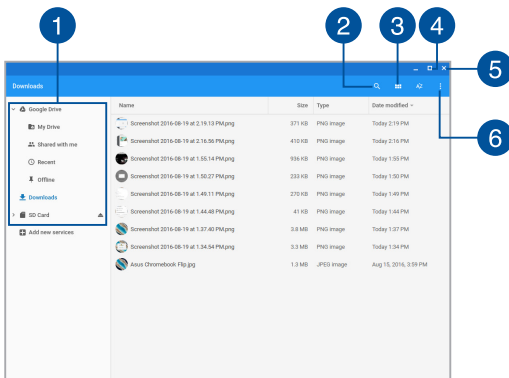 1
2
3
4
5
6
Downloads
Google Drive
My Drive
Shared with me
Recent
Offline
Downloads
SD Card
Add new services
Name Size Type Date modified
Screenshot 2016-08-19 at 2.19.13 PM.png 371 KB PNG image Today 2:19 PM
Screenshot 2016-08-19 at 2.16.56 PM.png 410 KB PNG image Today 2:16 PM
Screenshot 2016-08-19 at 1.55.14 PM.png 936 KB PNG image Today 1:55 PM
Screenshot 2016-08-19 at 1.50.27 PM.png 233 KB PNG image Today 1:50 PM
Screenshot 2016-08-19 at 1.49.11 PM.png 270 KB PNG image Today 1:49 PM
Screenshot 2016-08-19 at 1.44.48 PM.png 41 KB PNG image Today 1:44 PM
Screenshot 2016-08-19 at 1.37.40 PM.png 3.8 MB PNG image Today 1:37 PM
Screenshot 2016-08-19 at 1.34.54 PM.png 3.3 MB PNG image Today 1:34 PM
Asus Chromebook Flip.jpg 1.3 MB JPEG image Aug 15, 2016, 3:59 PM